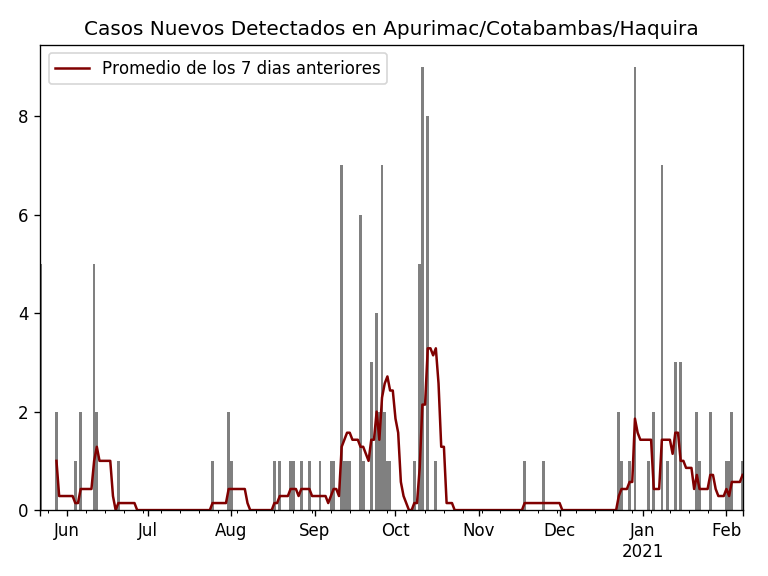 Casos Nuevos Detectados en Apurimac/Cotabambas/Haquira
Promedio de los 7 dias anteriores
8
6
4
2
0
Jun Jul Aug Sep Oct Nov Dec Jan Feb
2021